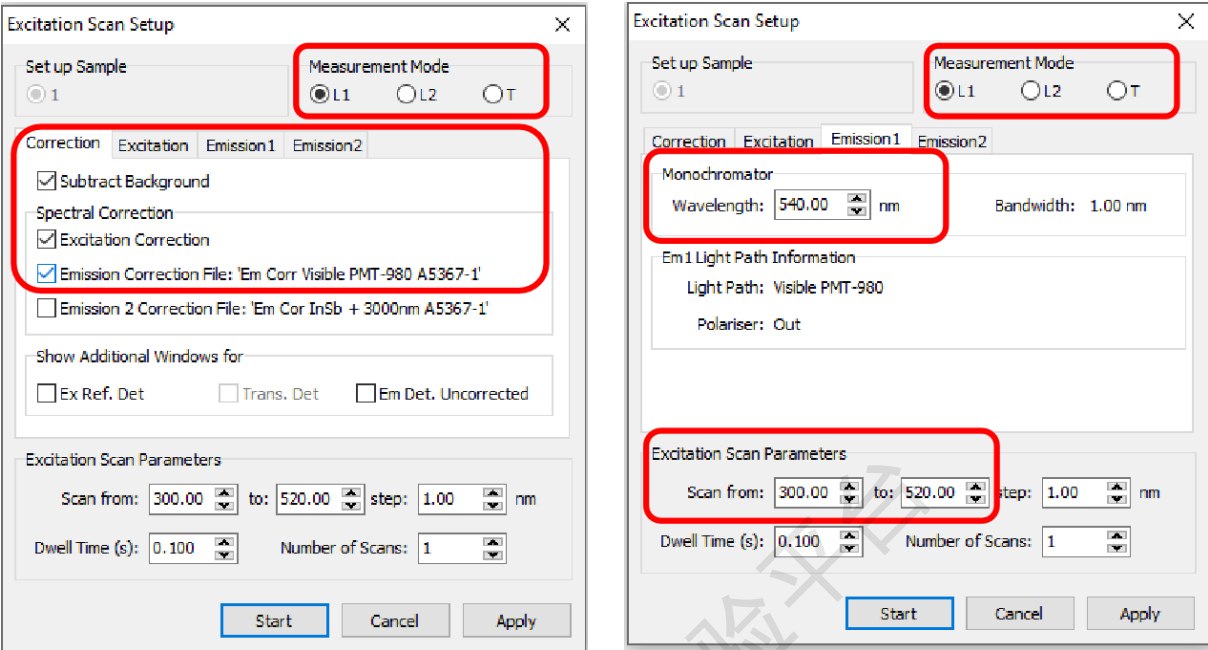 Excitation Scan Setup
Set up Sample
Measurement Mode
1
L1 L2 T
Correction Excitation Emission1 Emission2
Subtract Background
Spectral Correction
Excitation Correction
Emission Correction File: 'Em Corr Visible PMT-980 A5367-1'
Emission 2 Correction File: 'Em Cor InSb + 3000nm A5367-1'
Show Additional Windows for
Ex Ref. Det Trans. Det Em Det. Uncorrected
Excitation Scan Parameters
Scan from: 300.00 to: 520.00 step: 1.00 nm
Dwell Time (s): 0.100 Number of Scans: 1
Start Cancel Apply
Excitation Scan Setup
Set up Sample
Measurement Mode
1
L1 L2 T
Correction Excitation Emission1 Emission2
Monochromator
Wavelength: 540.00 nm Bandwidth: 1.00 nm
Em1 Light Path Information
Light Path: Visible PMT-980
Polariser: Out
Excitation Scan Parameters
Scan from: 300.00 to: 520.00 step: 1.00 nm
Dwell Time (s): 0.100 Number of Scans: 1
Start Cancel Apply
验平台